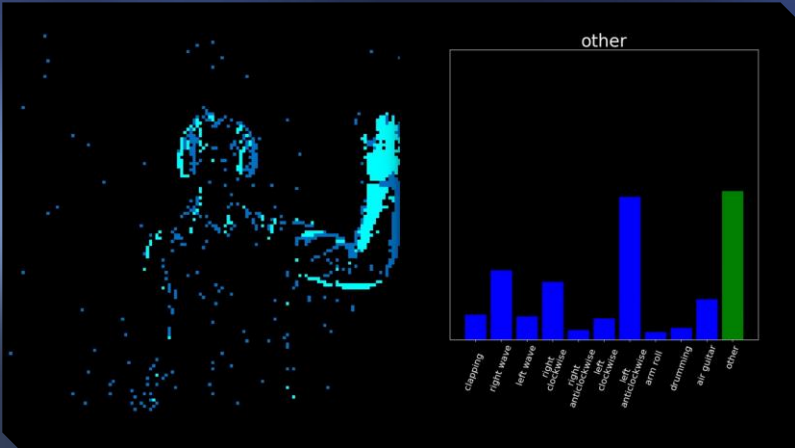 other
clapping
right wave
left wave
right
clockwise
right
anticlockwise
left
clockwise
left
anticlockwise
arm roll
drumming
air guitar
other